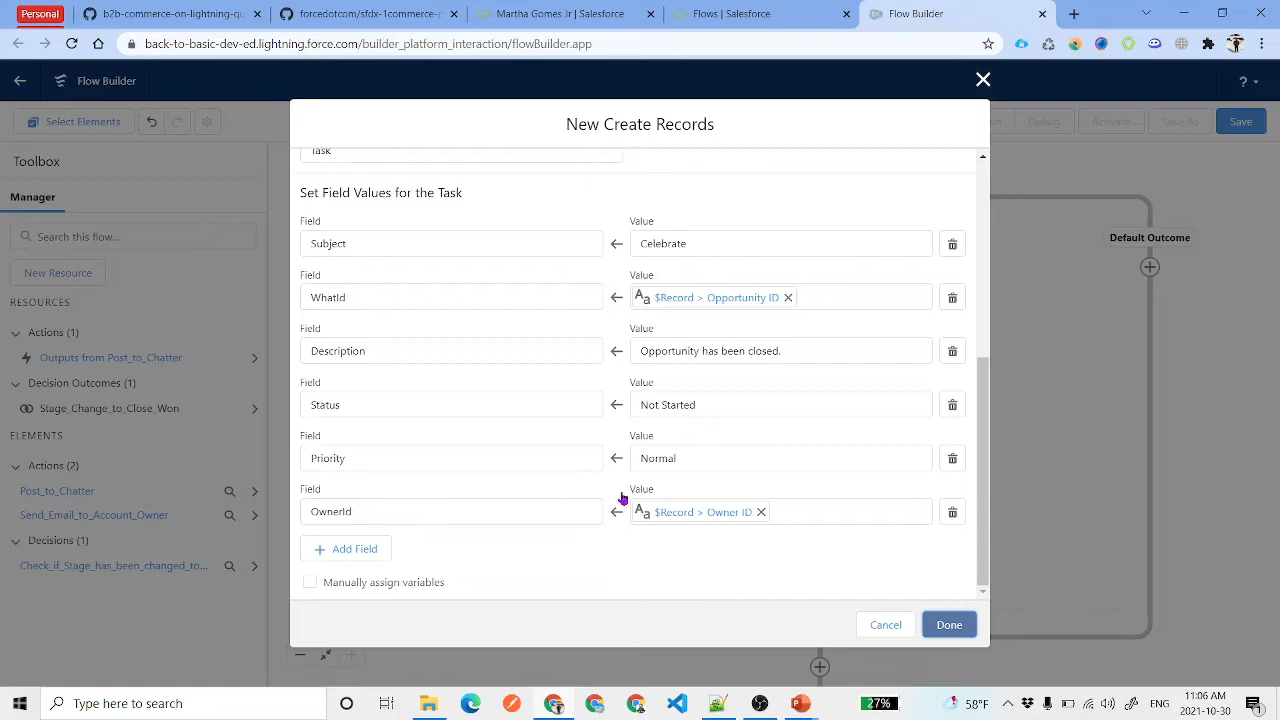 Personal
b2b-commerce-on-lightning-qu
forcedotcom/sfdx-1commerce-p
Martha Gomes Jr | Salesforce
Flows | Salesforce
Flow Builder
back-to-basic-dev-ed.lightning.force.com/builder_platform_interaction/flowBuilder.app
Flow Builder
?
New Create Records
Select Elements
Debug
Activate
Save As
Save
Toolbox
Manager
Search this flow...
New Resource
RESOURCES
Actions (1)
Outputs from Post_to_Chatter
Decision Outcomes (1)
Stage_Change_to_Close_Won
ELEMENTS
Actions (2)
Post_to_Chatter
Send_Email_to_Account_Owner
Decisions (1)
Check_if_Stage_has_been_changed_to...
Task
Set Field Values for the Task
Field Value
Subject Celebrate
Field Value
WhatId Aa $Record > Opportunity ID
Field Value
Description Opportunity has been closed.
Field Value
Status Not Started
Field Value
Priority Normal
Field Value
OwnerId Aa $Record > Owner ID
Add Field
Manually assign variables
Cancel
Done
Default Outcome
Type here to search
27%
58°F
11:06 AM
2021-10-30